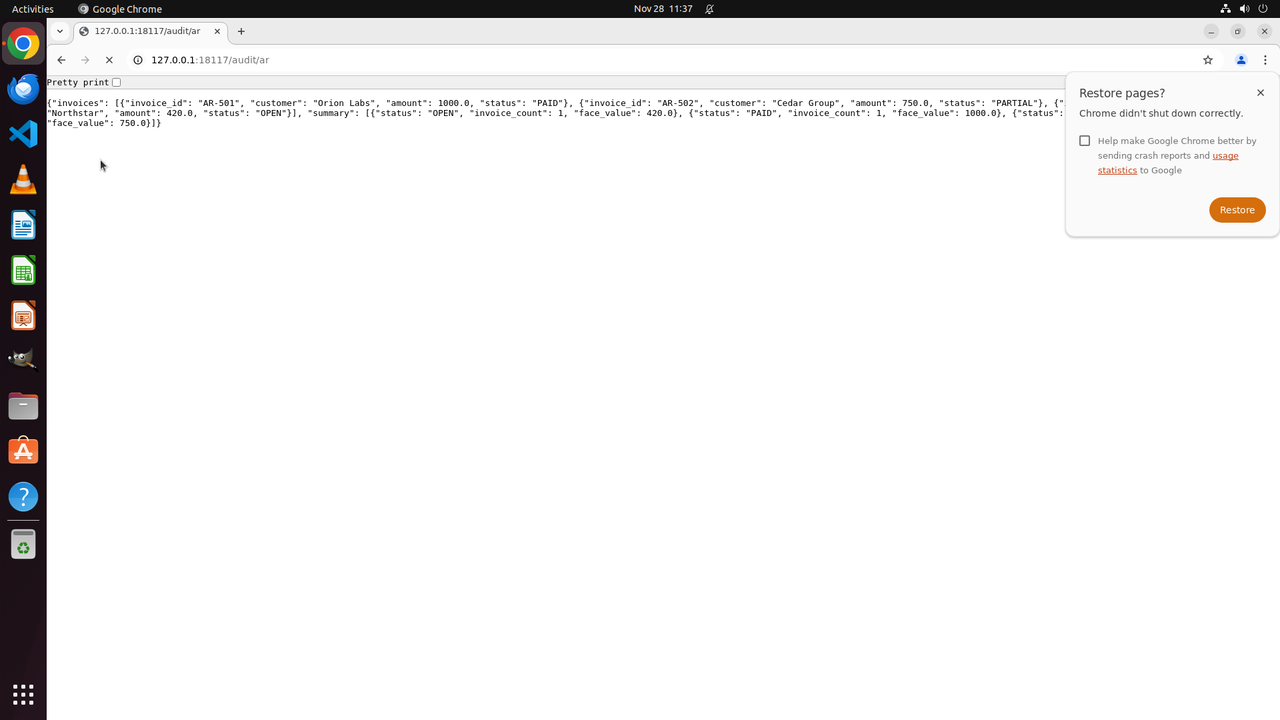 Activities
Google Chrome
Nov 28 11:37
127.0.0.1:18117/audit/ar
127.0.0.1:18117/audit/ar
Pretty print
{"invoices": [{"invoice_id": "AR-501", "customer": "Orion Labs", "amount": 1000.0, "status": "PAID"}, {"invoice_id": "AR-502", "customer": "Cedar Group", "amount": 750.0, "status": "PARTIAL"}, {"
"Northstar", "amount": 420.0, "status": "OPEN"}], "summary": [{"status": "OPEN", "invoice_count": 1, "face_value": 420.0}, {"status": "PAID", "invoice_count": 1, "face_value": 1000.0}, {"status":
"face_value": 750.0}]}
Restore pages?
Chrome didn't shut down correctly.
Help make Google Chrome better by
sending crash reports and usage
statistics to Google
Restore